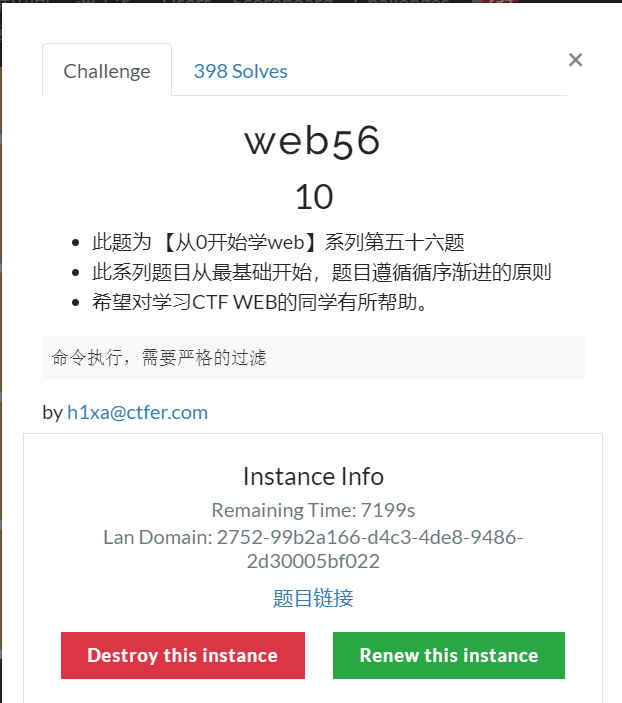 Challenge
398 Solves
×
web56
10
此题为 【从0开始学web】系列第五十六题
此系列题目从最基础开始，题目遵循循序渐进的原则
希望对学习CTF WEB的同学有所帮助。
命令执行，需要严格的过滤
by h1xa@ctfer.com
Instance Info
Remaining Time: 7199s
Lan Domain: 2752-99b2a166-d4c3-4de8-9486-
2d30005bf022
题目链接
Destroy this instance
Renew this instance